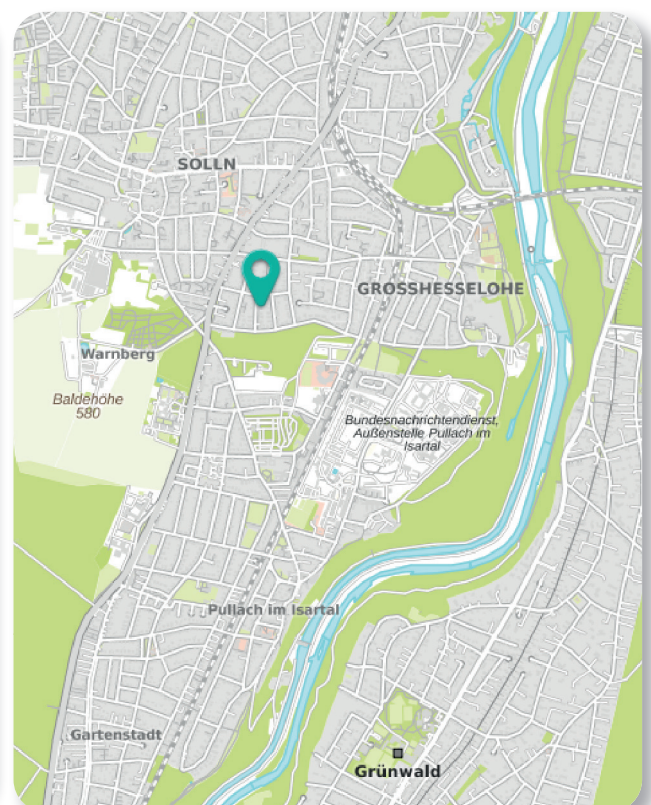 SOLLN
GROSSHESSELOHE
Warnberg
Baldehöhe
580
Bundesnachrichtendienst,
Außenstelle Pullach im
Isartal
Pullach im Isartal
Gartenstadt
Grünwald